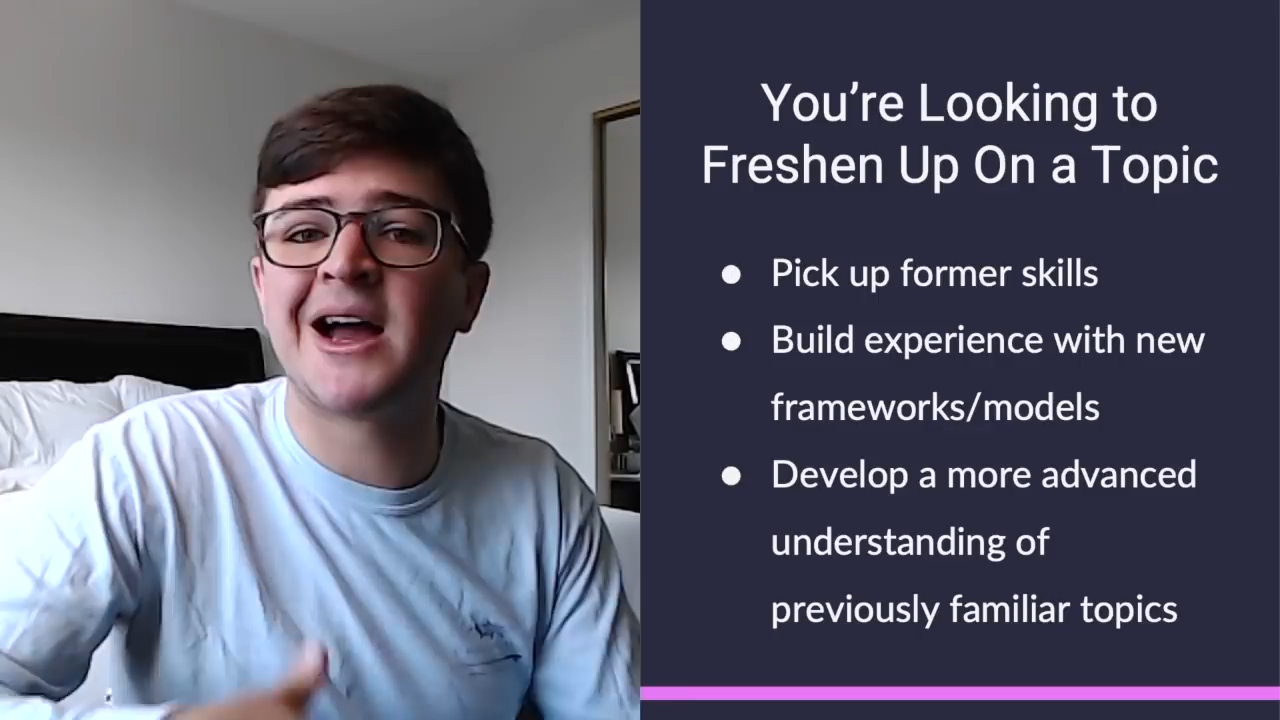 You’re Looking to
Freshen Up On a Topic
● Pick up former skills
● Build experience with new
frameworks/models
● Develop a more advanced
understanding of
previously familiar topics